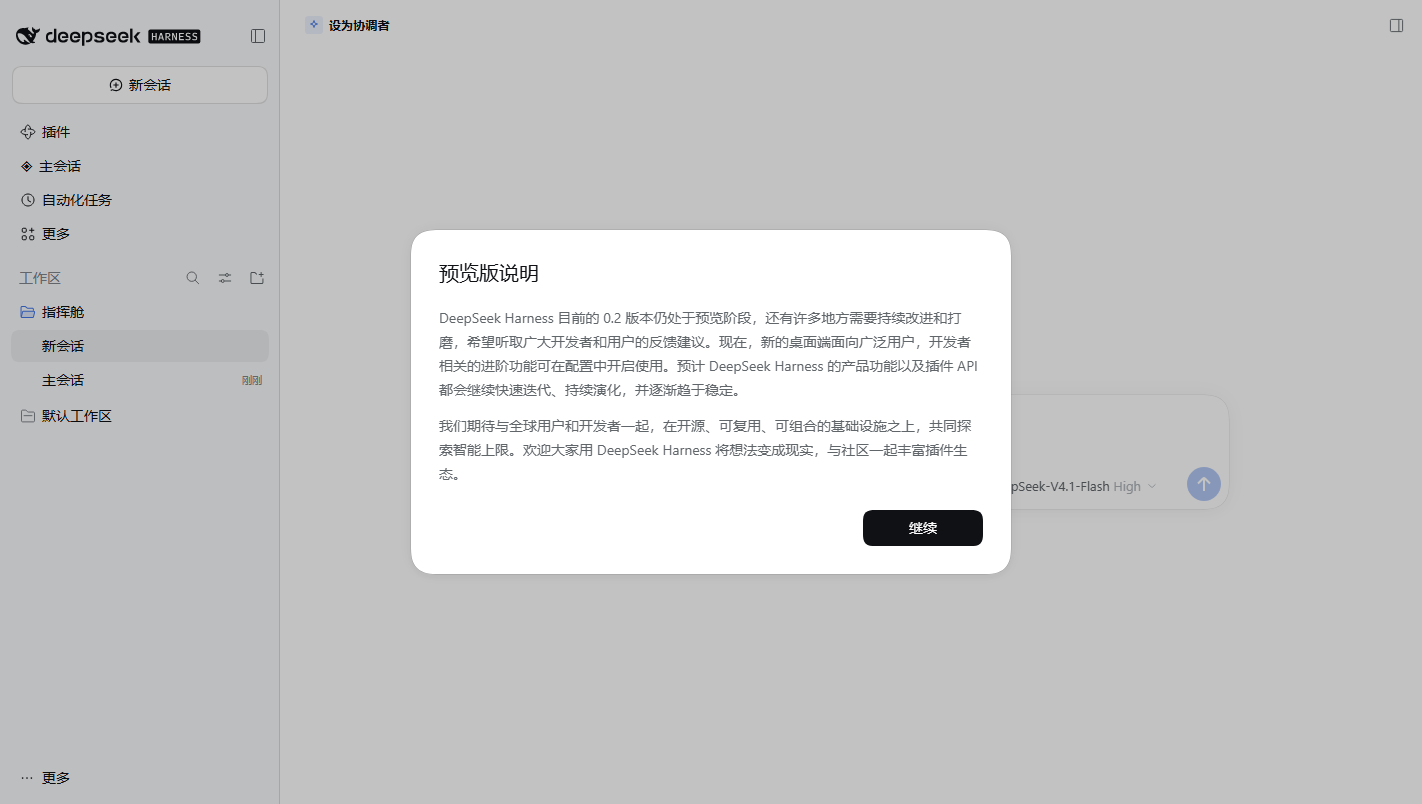 deepseek HARNESS
新会话
插件
主会话
自动化任务
更多
工作区
指挥舱
新会话
主会话 刚刚
默认工作区
更多
设为协调者
预览版说明
DeepSeek Harness 目前的 0.2 版本仍处于预览阶段，还有许多地方需要持续改进和打
磨，希望听取广大开发者和用户的反馈建议。现在，新的桌面端面向广泛用户，开发者
相关的进阶功能可在配置中开启使用。预计 DeepSeek Harness 的产品功能以及插件 API
都会继续快速迭代、持续演化，并逐渐趋于稳定。
我们期待与全球用户和开发者一起，在开源、可复用、可组合的基础设施之上，共同探
索智能上限。欢迎大家用 DeepSeek Harness 将想法变成现实，与社区一起丰富插件生
态。
继续
pSeek-V4.1-Flash High